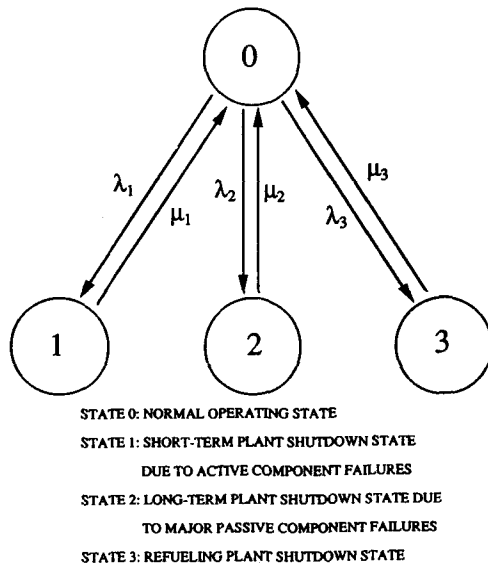 0
λ₁
μ₁
λ₂
μ₂
λ₃
μ₃
1
2
3
STATE 0: NORMAL OPERATING STATE
STATE 1: SHORT-TERM PLANT SHUTDOWN STATE
DUE TO ACTIVE COMPONENT FAILURES
STATE 2: LONG-TERM PLANT SHUTDOWN STATE DUE
TO MAJOR PASSIVE COMPONENT FAILURES
STATE 3: REFUELING PLANT SHUTDOWN STATE